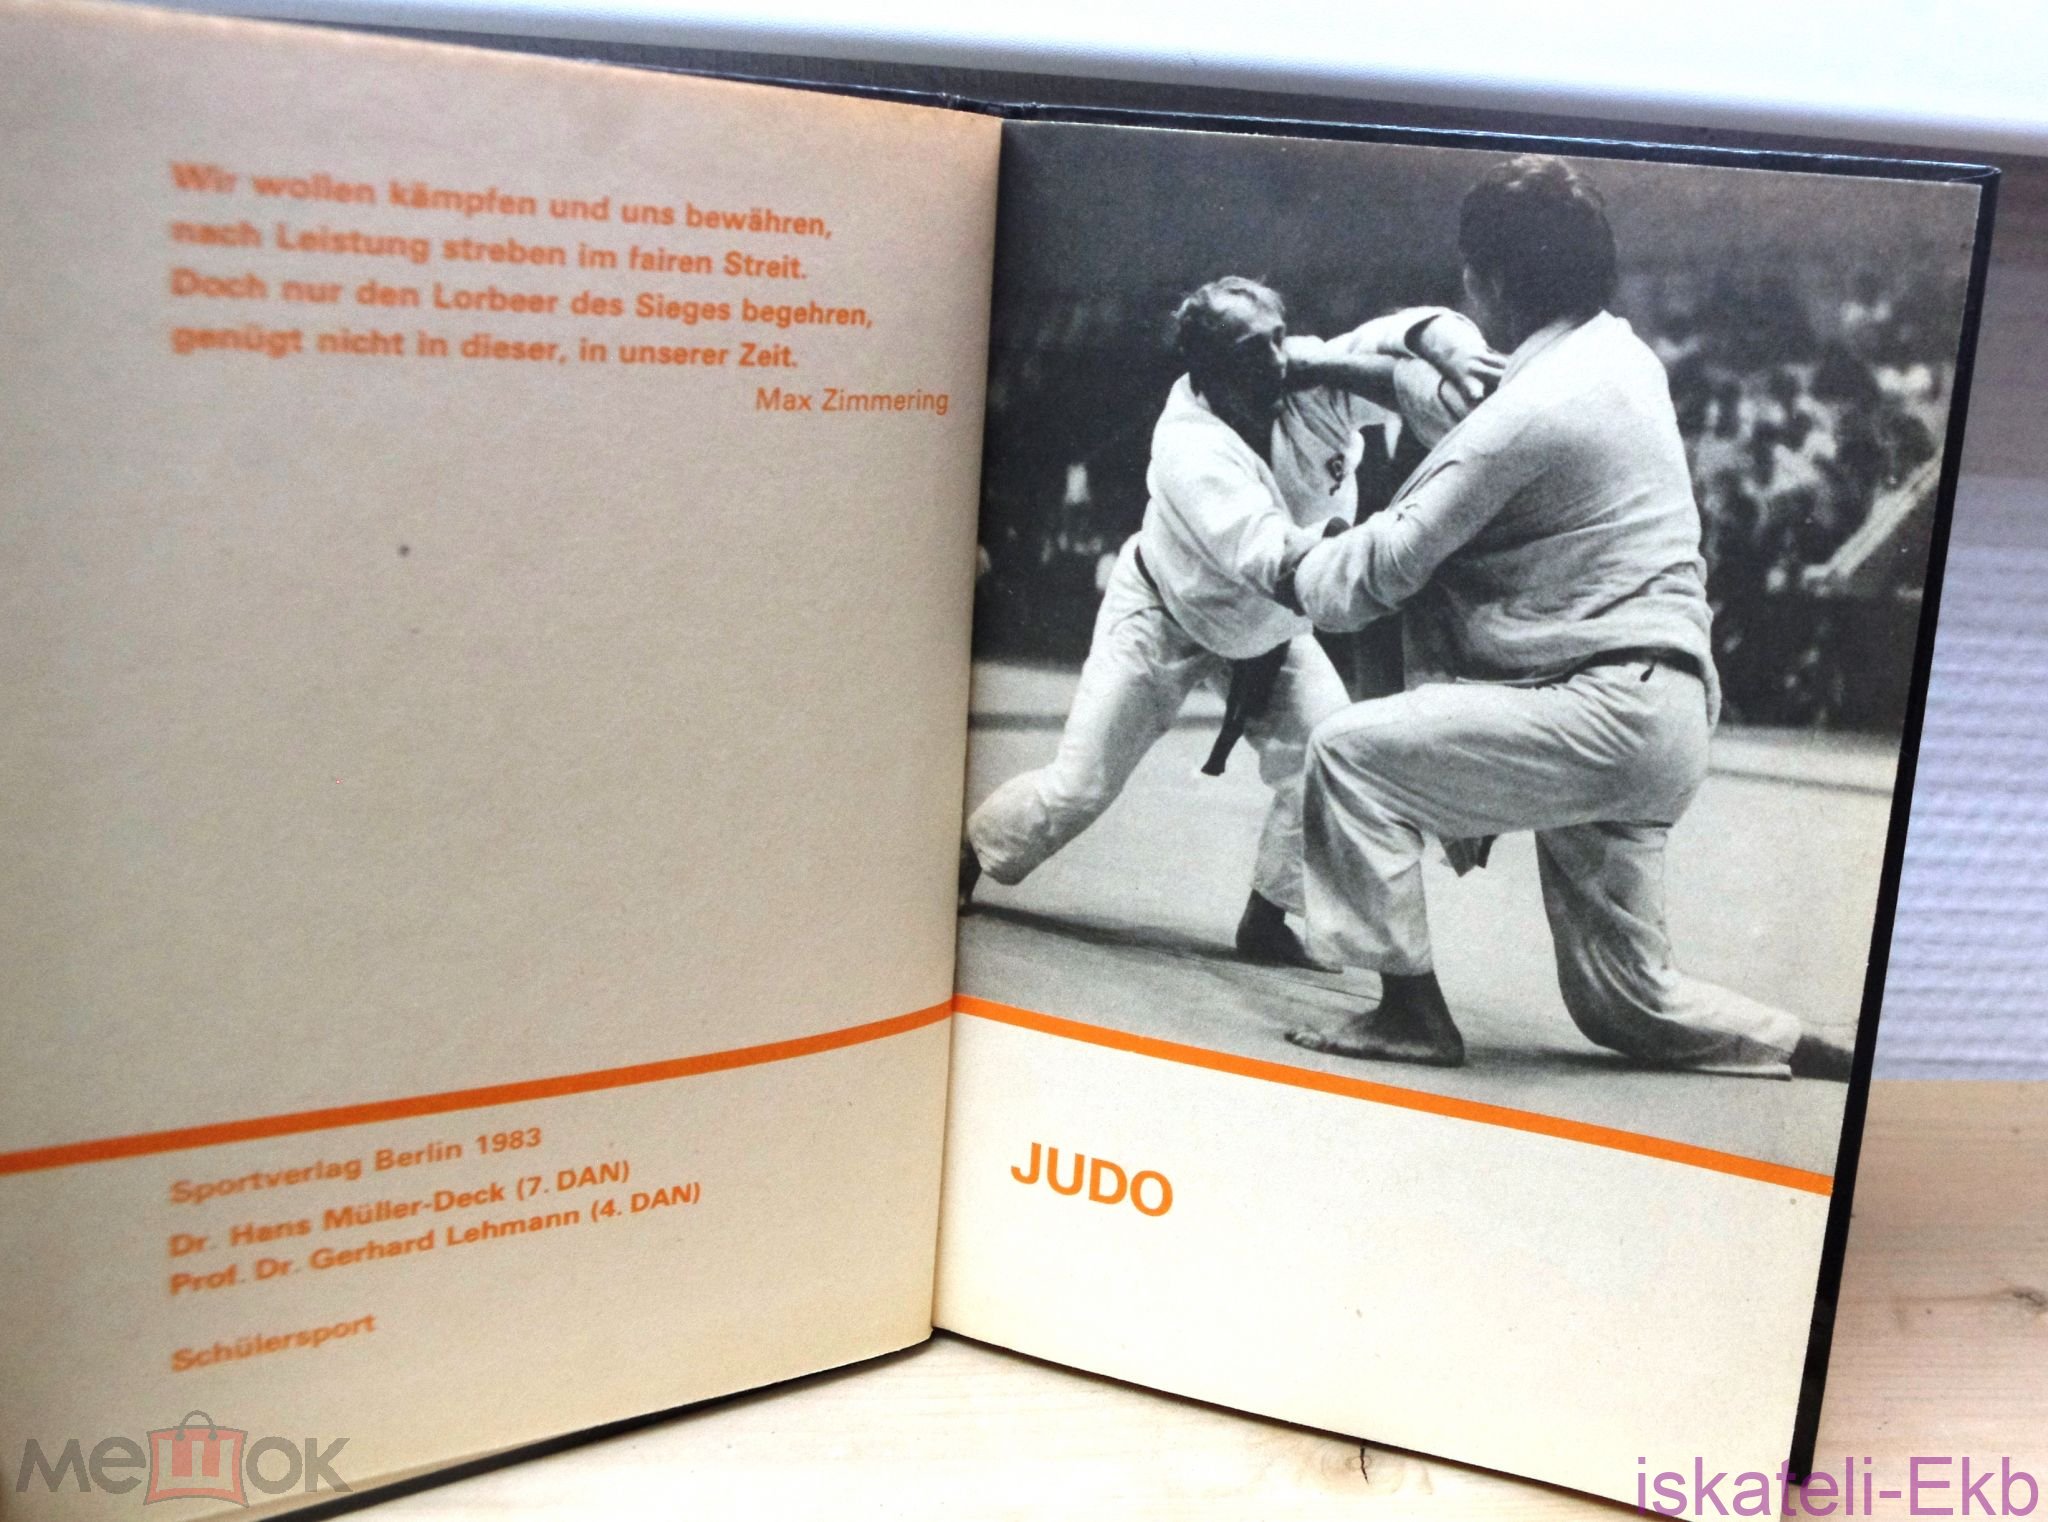 Wir wollen kämpfen und uns bewähren,
nach Leistung streben im fairen Streit.
Doch nur den Lorbeer des Sieges begehren,
genügt nicht in dieser, in unserer Zeit.
Max Zimmering
Sportverlag Berlin 1983
Dr. Hans Müller-Deck (7. DAN)
Prof. Dr. Gerhard Lehmann (4. DAN)
Schülersport
JUDO
мешок
iskateli-Ekb